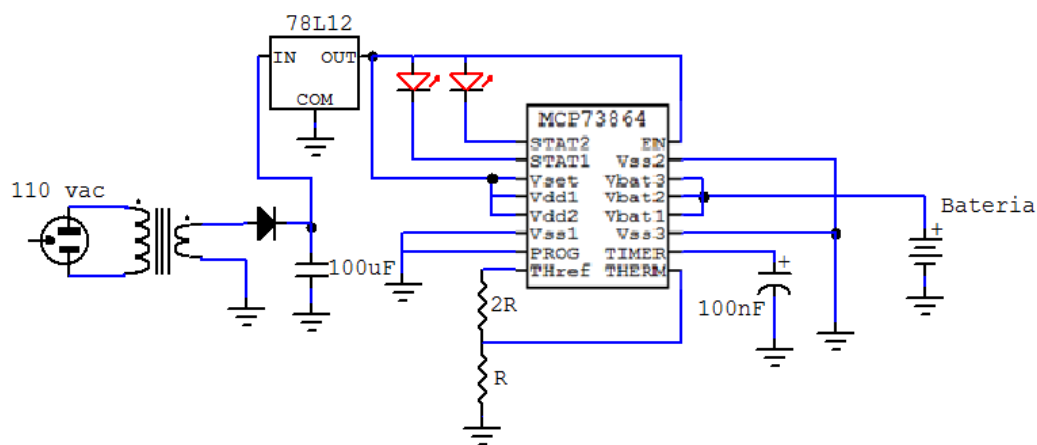 78L12
IN OUT
COM
110 vac
100uF
MCP73864
STAT2 EN
STAT1 Vss2
Vset Vbat3
Vdd1 Vbat2
Vdd2 Vbat1
Vss1 Vss3
PROG TIMER
THref THERM
2R
R
100nF
+
Bateria
+